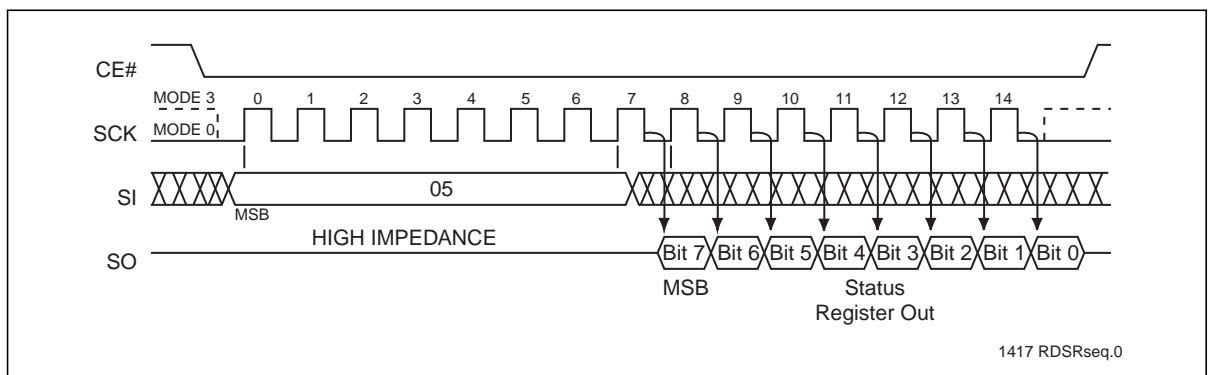 CE#
MODE 3
0 1 2 3 4 5 6 7 8 9 10 11 12 13 14
SCK
MODE 0
SI
05
MSB
HIGH IMPEDANCE
SO
Bit 7 Bit 6 Bit 5 Bit 4 Bit 3 Bit 2 Bit 1 Bit 0
MSB
Status
Register Out
1417 RDSRseq.0